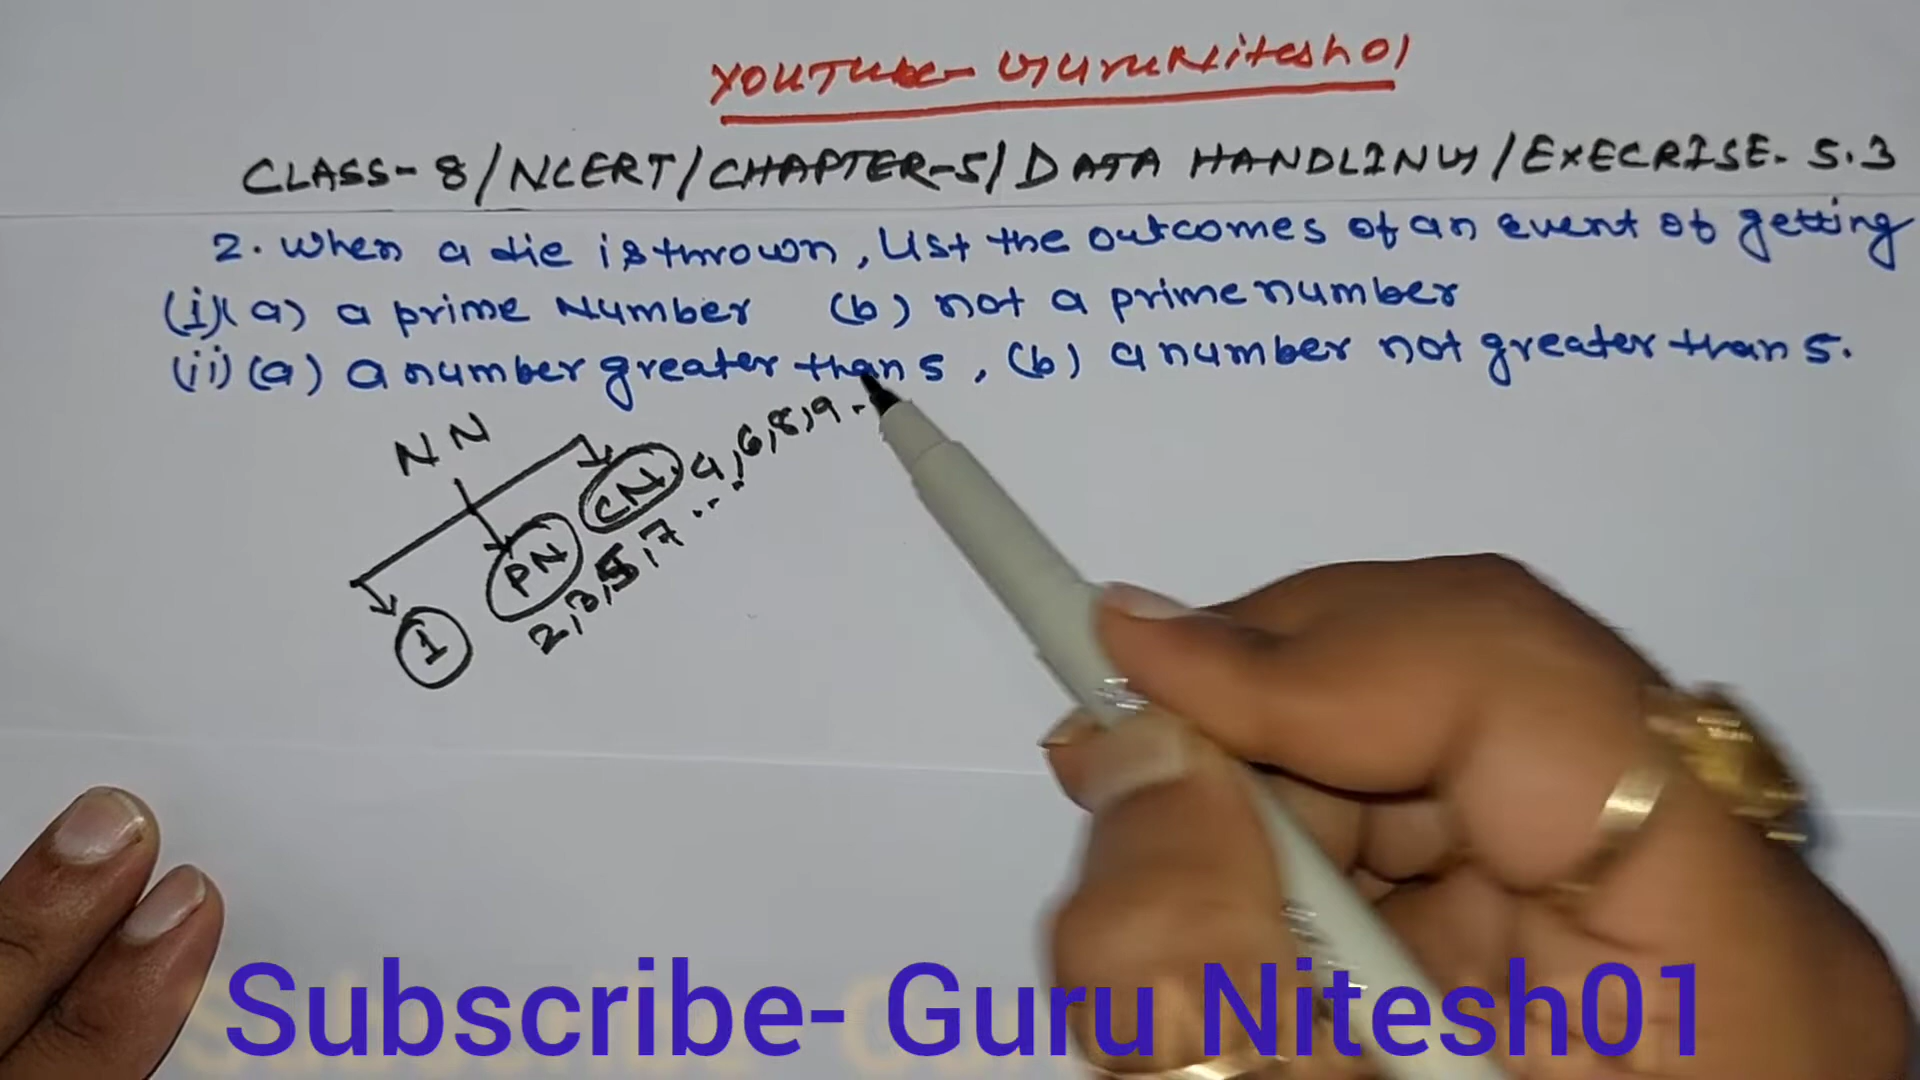 YOUTube- GuruNitesh01
CLASS- 8/NCERT/CHAPTER-5/DATA HANDLING/EXECRISE- 5.3
2. When a die is thrown, List the outcomes of an event of getting
(i)(a) a prime Number (b) not a prime number
(ii)(a) a number greater than 5, (b) a number not greater than 5.
NN
CN 4,6,8,9..
PN 2,3,5,7....
1
Subscribe- Guru Nitesh01